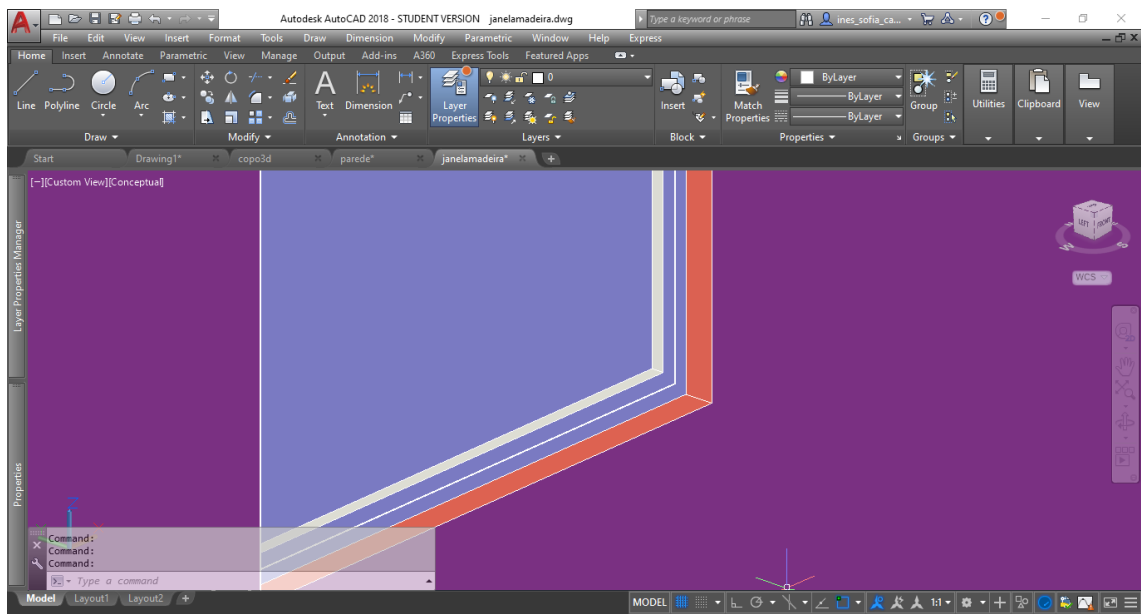 Autodesk AutoCAD 2018 - STUDENT VERSION janelamadeira.dwg
Type a keyword or phrase
ines_sofia_ca...
File Edit View Insert Format Tools Draw Dimension Modify Parametric Window Help Express
Home Insert Annotate Parametric View Manage Output Add-ins A360 Express Tools Featured Apps
0
ByLayer
ByLayer
ByLayer
Line Polyline Circle Arc
Text Dimension
Layer Properties
Insert
Match Properties
Group
Utilities Clipboard View
Draw Modify Annotation Layers Block Properties Groups
Start Drawing1* copo3d parede* janelamadeira*
[−][Custom View][Conceptual]
Layer Properties Manager
Properties
LEFT FRONT
W S
WCS
Command:
Command:
Command:
Type a command
Model Layout1 Layout2 +
MODEL 1:1